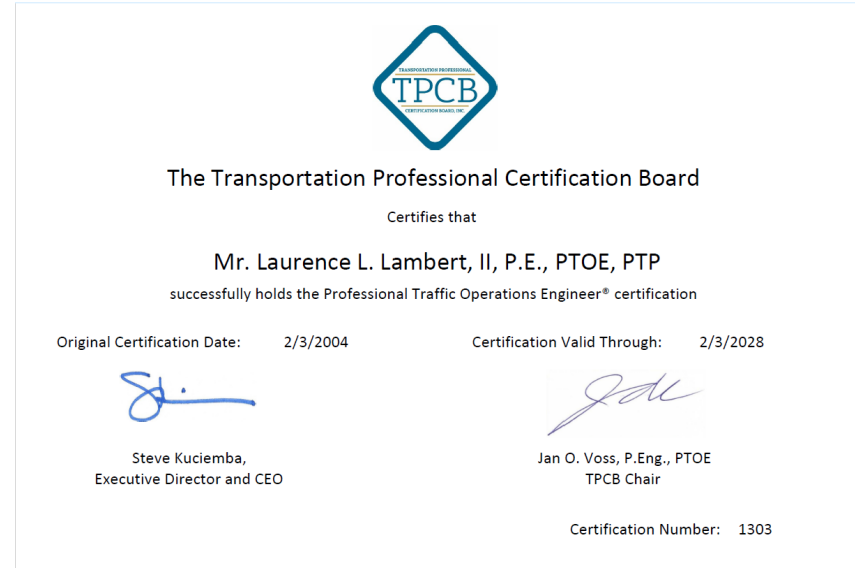 TRANSPORTATION PROFESSIONAL
TPCB
CERTIFICATION BOARD, INC.
The Transportation Professional Certification Board
Certifies that
Mr. Laurence L. Lambert, II, P.E., PTOE, PTP
successfully holds the Professional Traffic Operations Engineer® certification
Original Certification Date: 2/3/2004
Certification Valid Through: 2/3/2028
Steve Kuciemba,
Executive Director and CEO
Jan O. Voss, P.Eng., PTOE
TPCB Chair
Certification Number: 1303